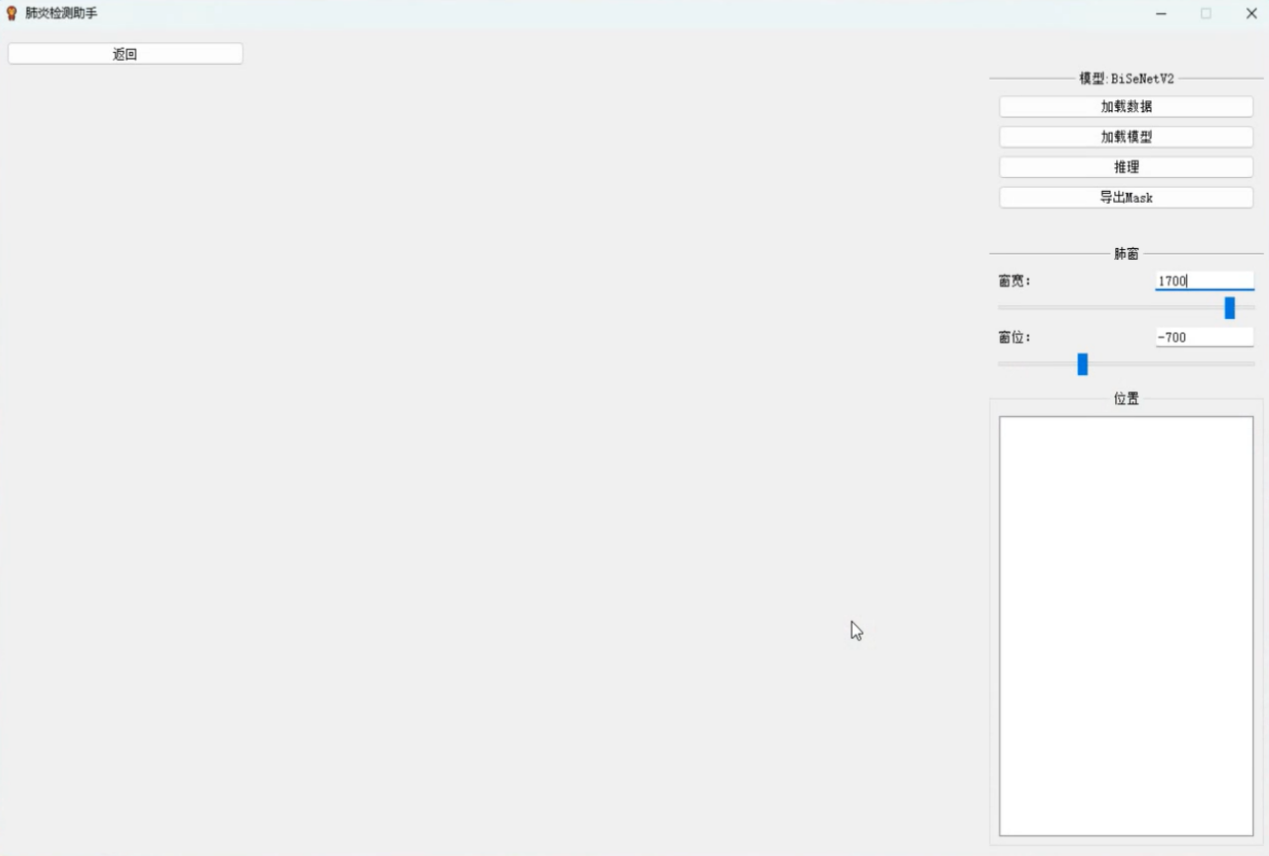 肺炎检测助手
返回
模型:BiSeNetV2
加载数据
加载模型
推理
导出Mask
肺窗
窗宽:
1700
窗位:
-700
位置